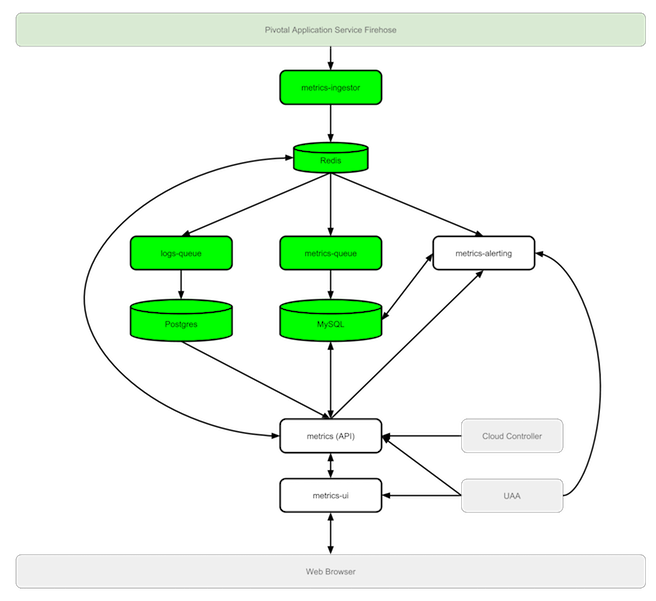 Pivotal Application Service Firehose
metrics-ingestor
Redis
logs-queue
metrics-queue
metrics-alerting
Postgres
MySQL
metrics (API)
Cloud Controller
metrics-ui
UAA
Web Browser